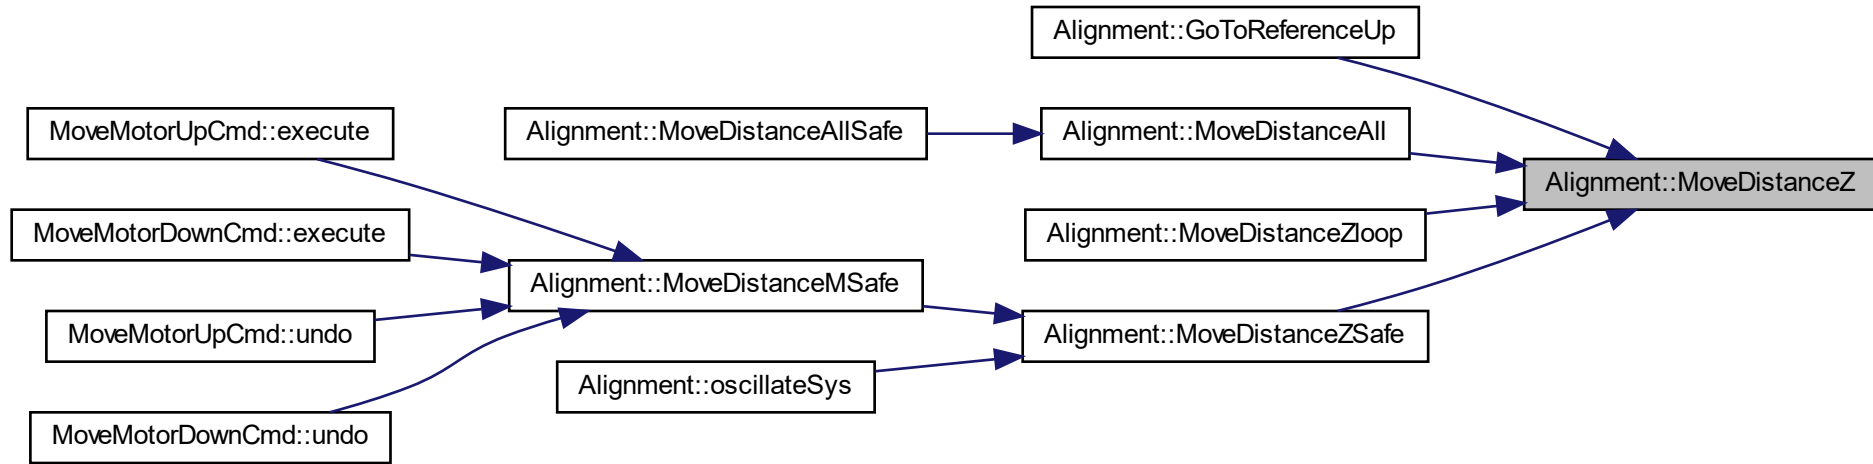 Alignment::GoToReferenceUp
MoveMotorUpCmd::execute
Alignment::MoveDistanceAllSafe
Alignment::MoveDistanceAll
Alignment::MoveDistanceZ
MoveMotorDownCmd::execute
Alignment::MoveDistanceZloop
Alignment::MoveDistanceMSafe
MoveMotorUpCmd::undo
Alignment::MoveDistanceZSafe
Alignment::oscillateSys
MoveMotorDownCmd::undo